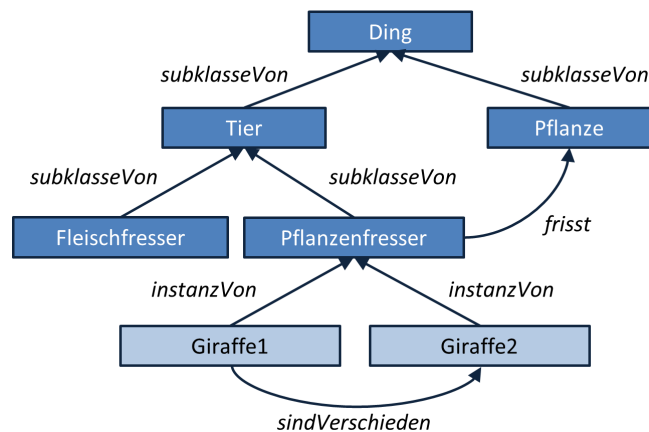 Ding
subklasseVon
subklasseVon
Tier
Pflanze
subklasseVon
subklasseVon
Fleischfresser
Pflanzenfresser
frisst
instanzVon
instanzVon
Giraffe1
Giraffe2
sindVerschieden